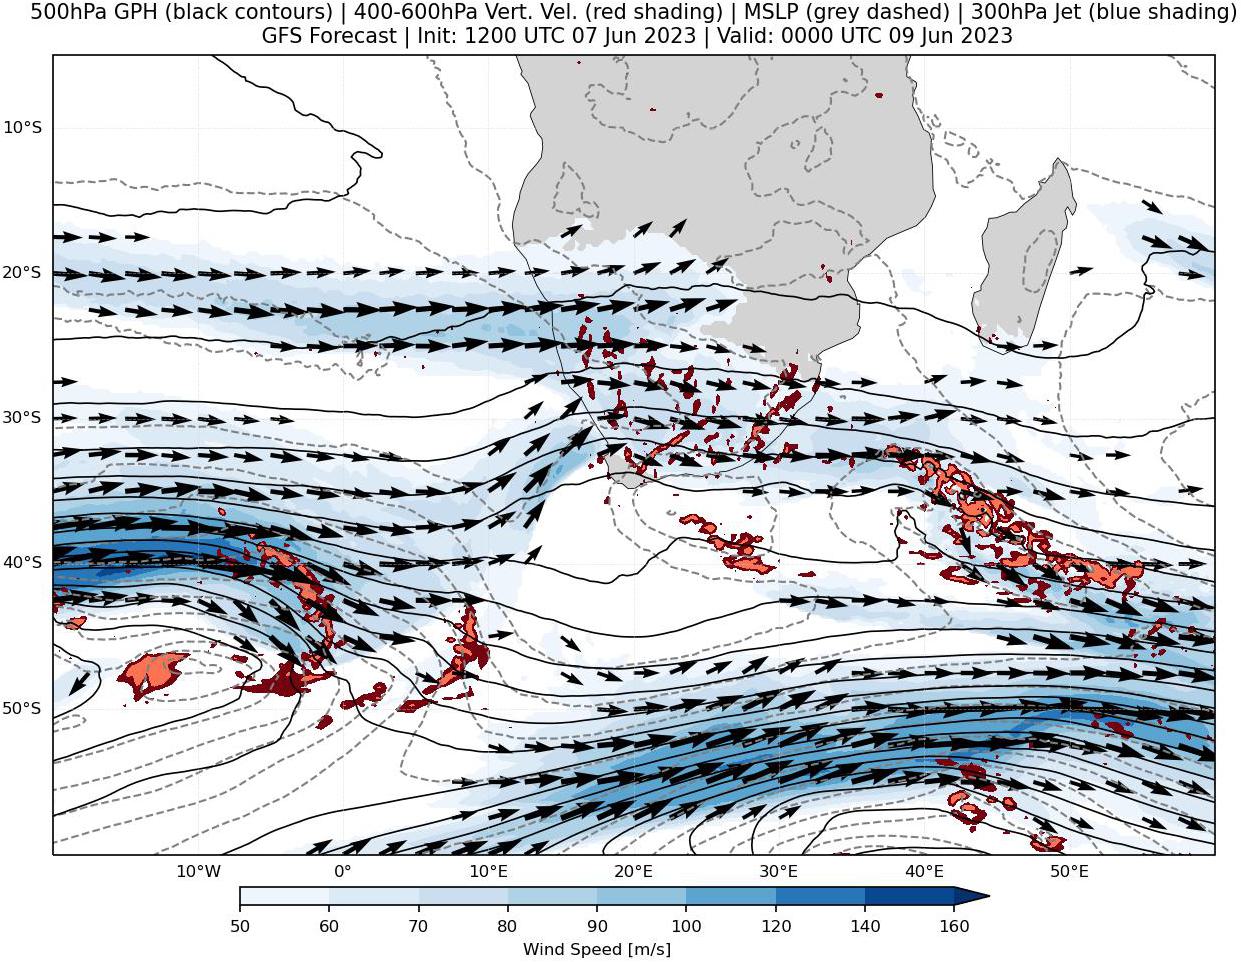 500hPa GPH (black contours) | 400-600hPa Vert. Vel. (red shading) | MSLP (grey dashed) | 300hPa Jet (blue shading)
GFS Forecast | Init: 1200 UTC 07 Jun 2023 | Valid: 0000 UTC 09 Jun 2023
10°S
20°S
30°S
40°S
50°S
10°W 0° 10°E 20°E 30°E 40°E 50°E
50 60 70 80 90 100 120 140 160
Wind Speed [m/s]